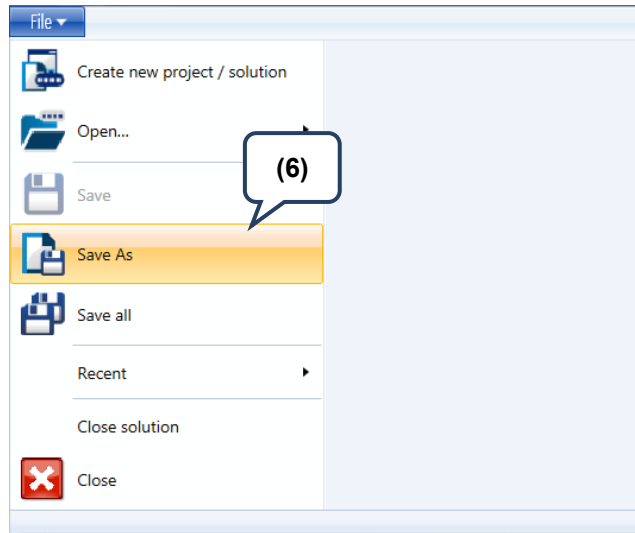 File
Create new project / solution
Open...
(6)
Save
Save As
Save all
Recent
Close solution
Close